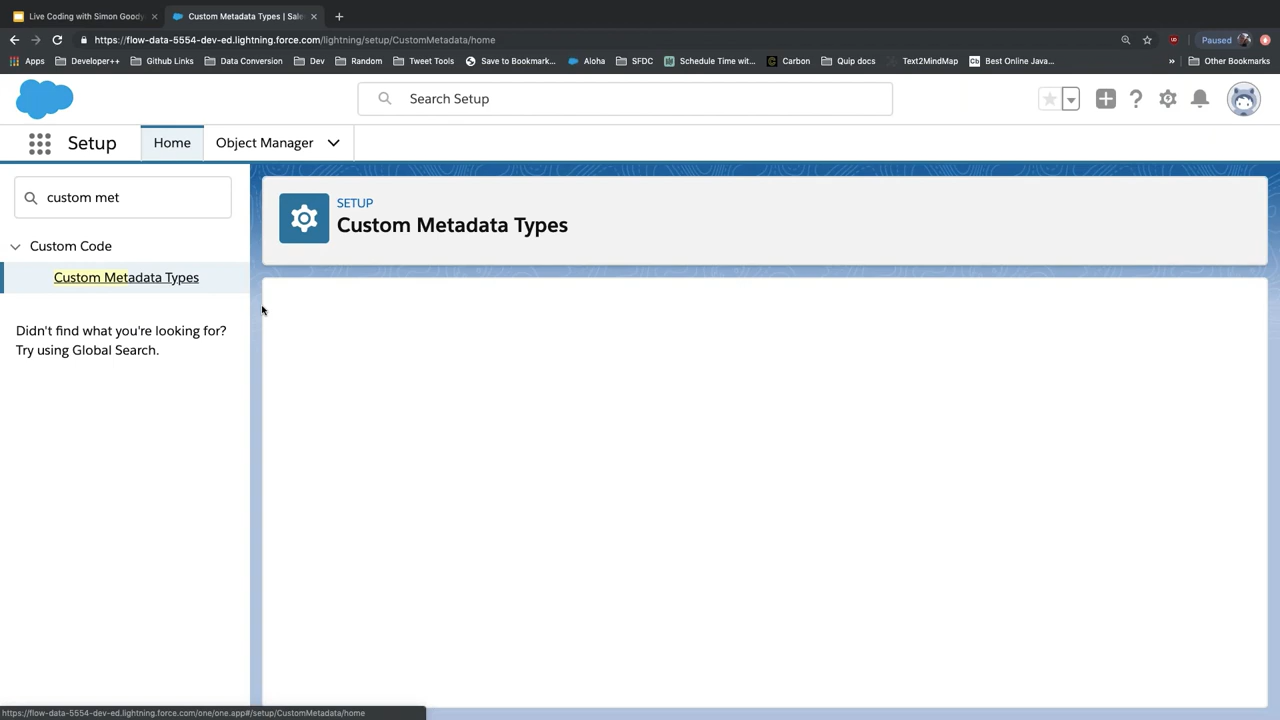 Live Coding with Simon Goody
Custom Metadata Types | Sale
https://flow-data-5554-dev-ed.lightning.force.com/lightning/setup/CustomMetadata/home
Paused
Apps
Developer++
Github Links
Data Conversion
Dev
Random
Tweet Tools
Save to Bookmark...
Aloha
SFDC
Schedule Time wit...
Carbon
Quip docs
Text2MindMap
Cb
Best Online Java...
»
Other Bookmarks
Search Setup
Setup
Home
Object Manager
custom met
Custom Code
Custom Metadata Types
Didn't find what you're looking for?
Try using Global Search.
SETUP
Custom Metadata Types
https://flow-data-5554-dev-ed.lightning.force.com/one/one.app#/setup/CustomMetadata/home